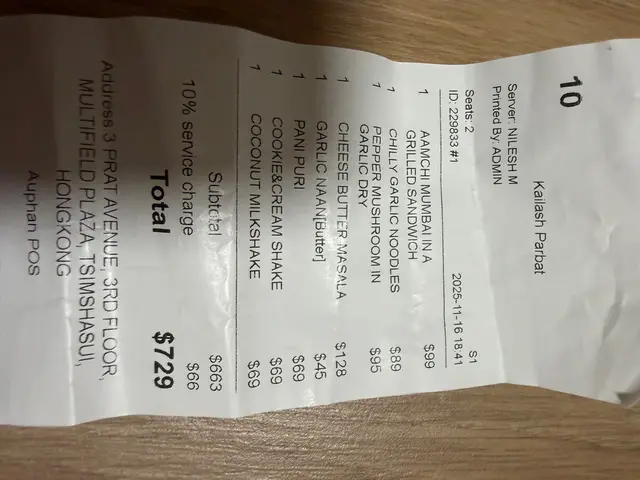 Kailash Parbat
10
Server: NILESH M
Printed By: ADMIN
S1
Seats: 2 2025-11-16 18:41
ID: 229833 #1
1 AAMCHI MUMBAI IN A $99
GRILLED SANDWICH
1 CHILLY GARLIC NOODLES $89
1 PEPPER MUSHROOM IN $95
GARLIC DRY
1 CHEESE BUTTER MASALA $128
1 GARLIC NAAN[Butter] $45
1 PANI PURI $69
1 COOKIE&CREAM SHAKE $69
1 COCONUT MILKSHAKE $69
Subtotal $663
10% service charge $66
Total $729
Address 3 PRAT AVENUE, 3RD FLOOR,
MULTIFIELD PLAZA, TSIMSHASUI,
HONGKONG
Auphan POS